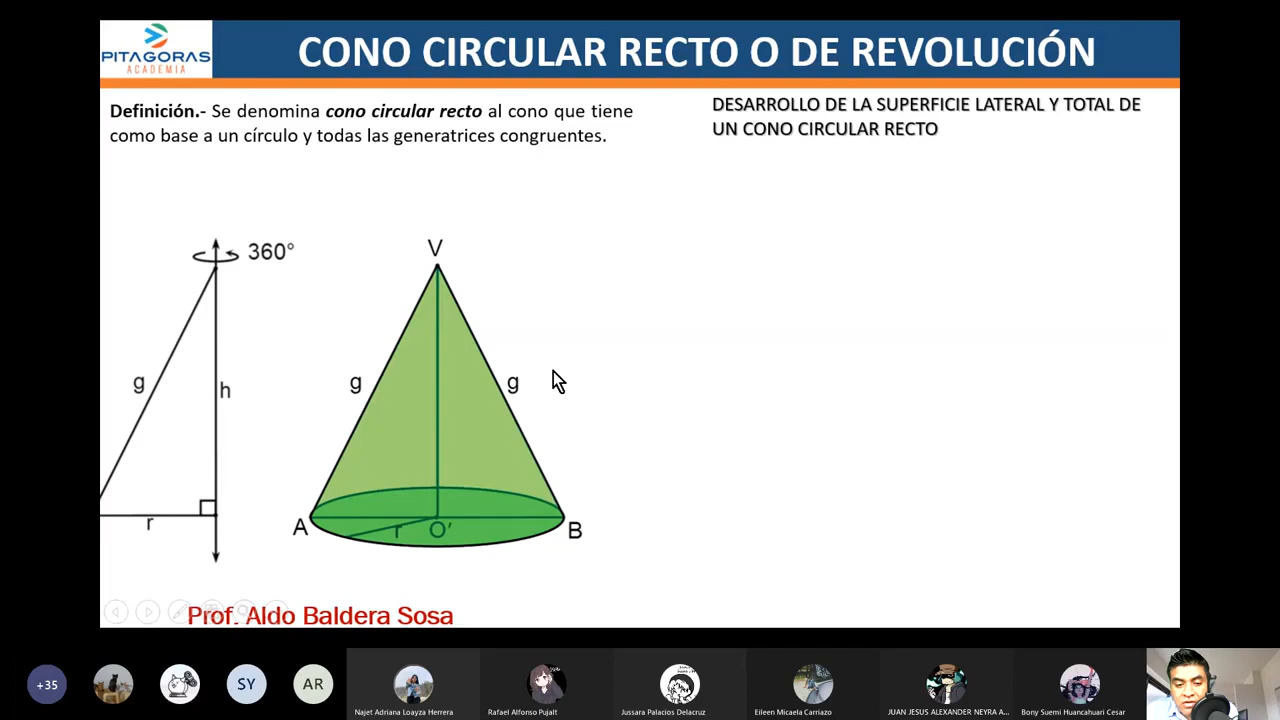 PITAGORAS
ACADEMIA
CONO CIRCULAR RECTO O DE REVOLUCIÓN
Definición.- Se denomina cono circular recto al cono que tiene
como base a un círculo y todas las generatrices congruentes.
DESARROLLO DE LA SUPERFICIE LATERAL Y TOTAL DE
UN CONO CIRCULAR RECTO
360°
V
g
h
g
g
r
A
r
O'
B
Prof. Aldo Baldera Sosa
+35
SY
AR
Najet Adriana Loayza Herrera
Rafael Alfonso Pujalt
Jussara Palacios Delacruz
Eileen Micaela Carriazo
JUAN JESUS ALEXANDER NEYRA A...
Bony Suemi Huancahuari Cesar